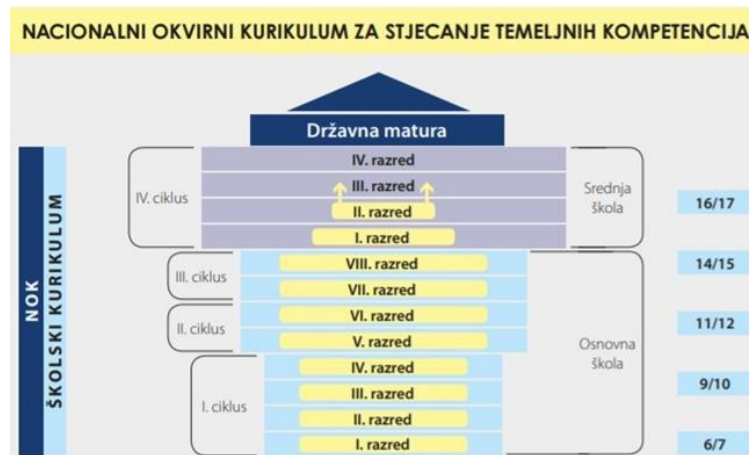 NACIONALNI OKVIRNI KURIKULUM ZA STJECANJE TEMELJNIH KOMPETENCIJA
Državna matura
NOK
ŠKOLSKI KURIKULUM
IV. ciklus
IV. razred
III. razred
II. razred
I. razred
Srednja
škola
16/17
III. ciklus
VIII. razred
VII. razred
14/15
II. ciklus
VI. razred
V. razred
11/12
Osnovna
škola
I. ciklus
IV. razred
III. razred
II. razred
I. razred
9/10
6/7